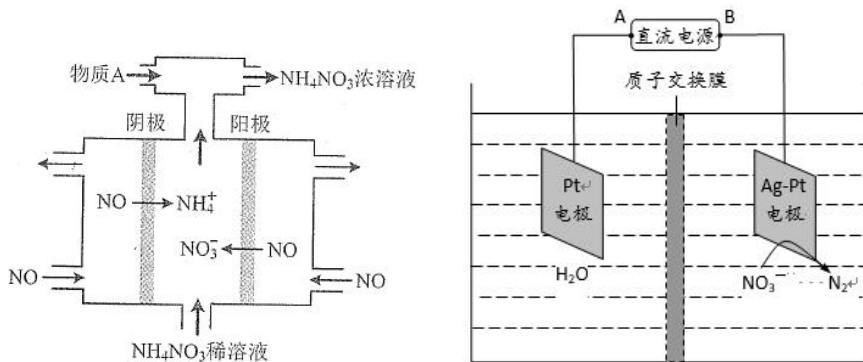 物质A
NH₄NO₃浓溶液
阴极
阳极
NO
NH₄⁺
NO₃⁻
NO
NO
NO
NH₄NO₃稀溶液
A
B
直流电源
质子交换膜
Pt↵
电极
Ag-Pt
电极
H₂O
NO₃⁻
N₂↵